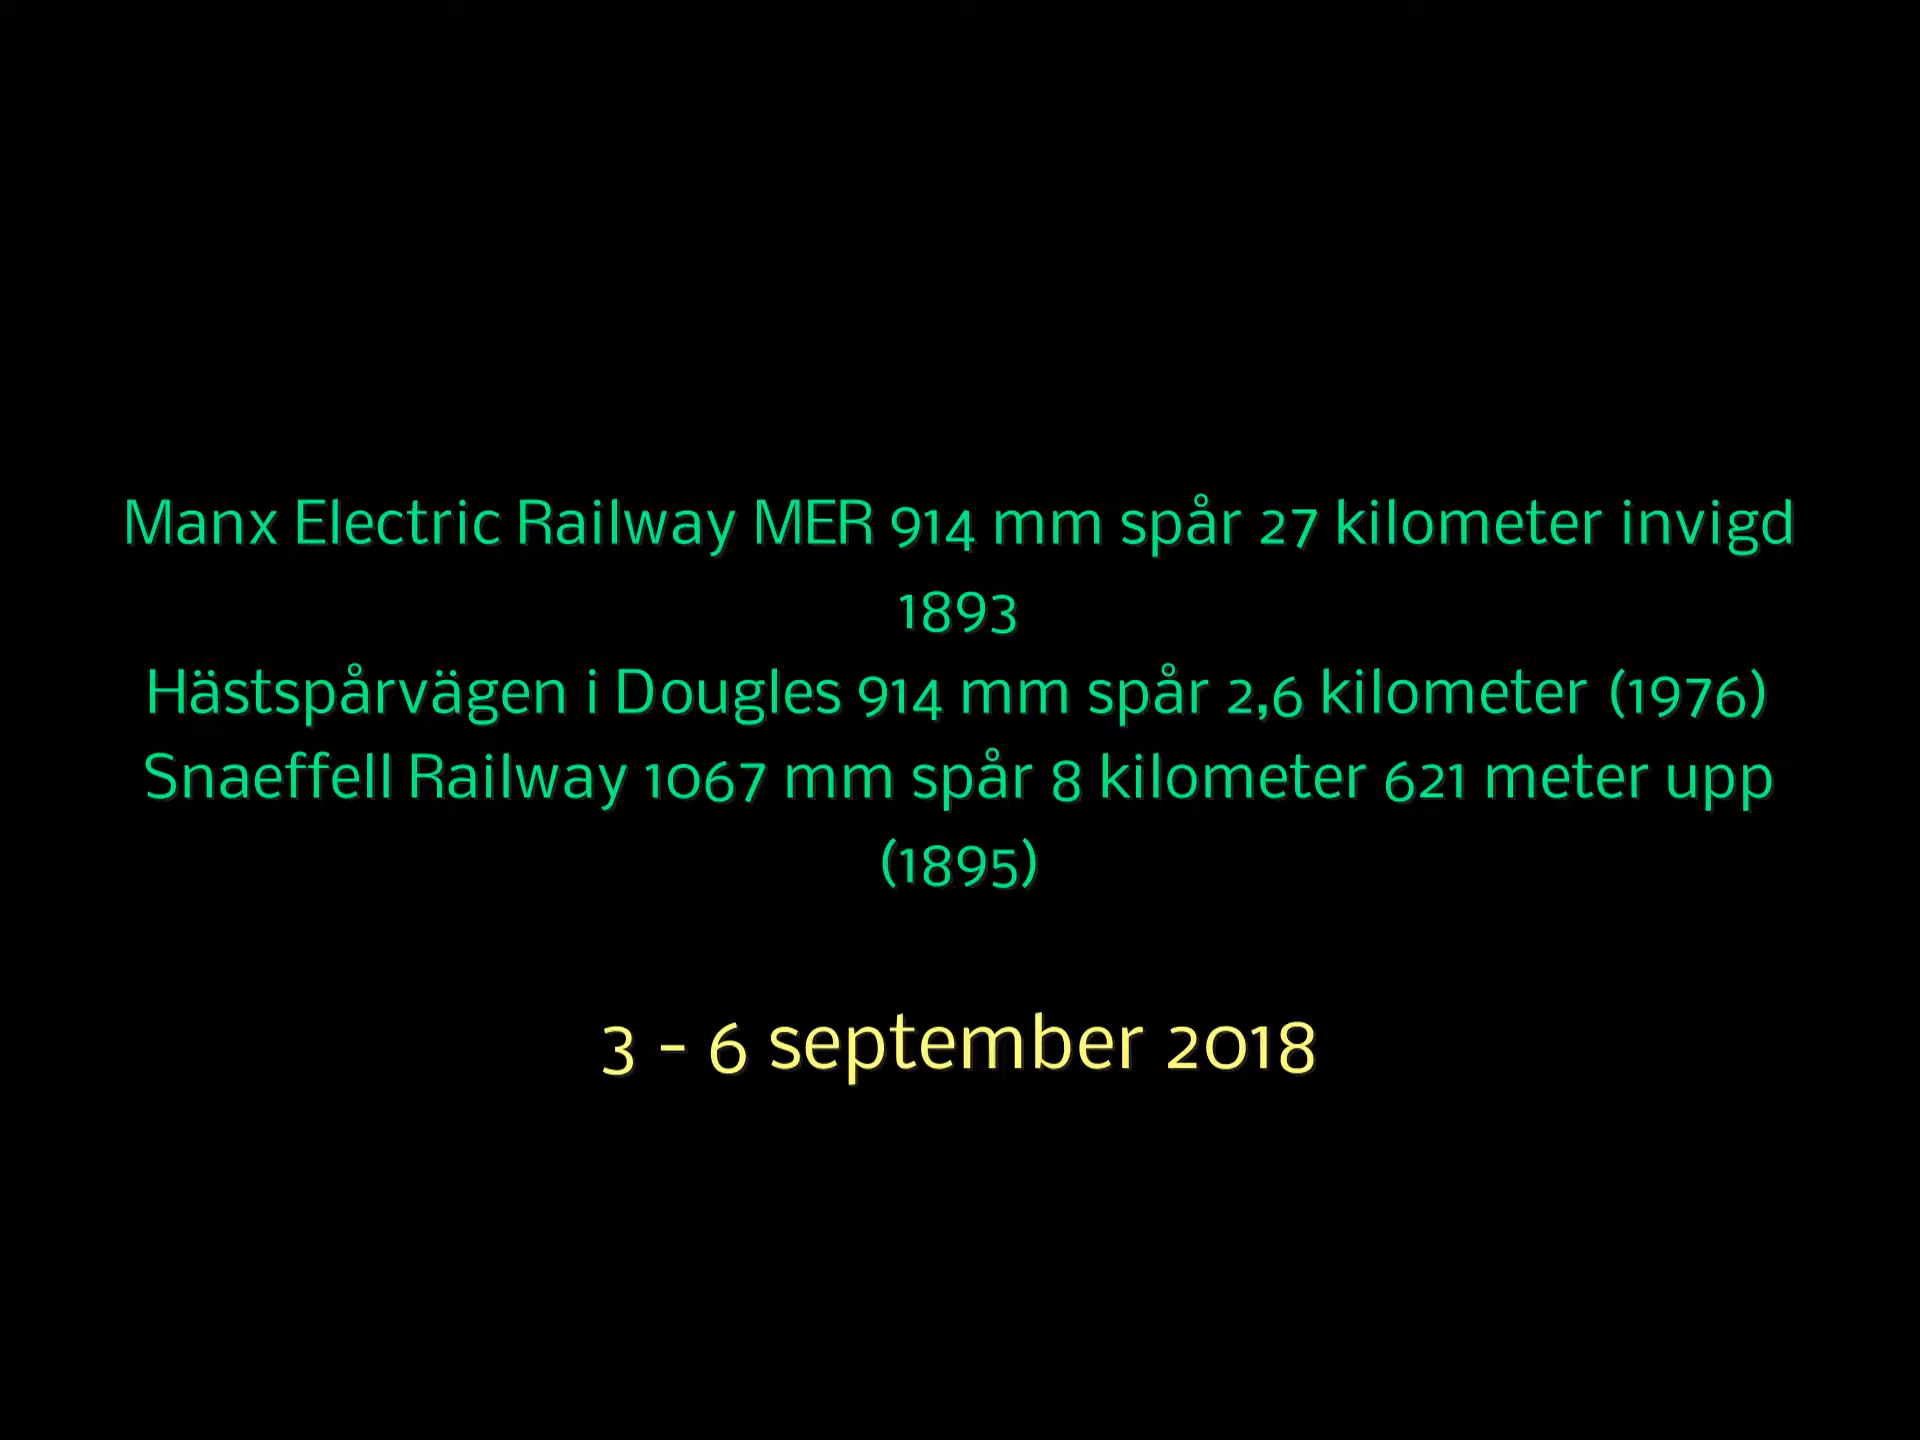 Manx Electric Railway MER 914 mm spår 27 kilometer invigd
1893
Hästspårvägen i Dougles 914 mm spår 2,6 kilometer (1976)
Snaeffell Railway 1067 mm spår 8 kilometer 621 meter upp
(1895)
3 - 6 september 2018